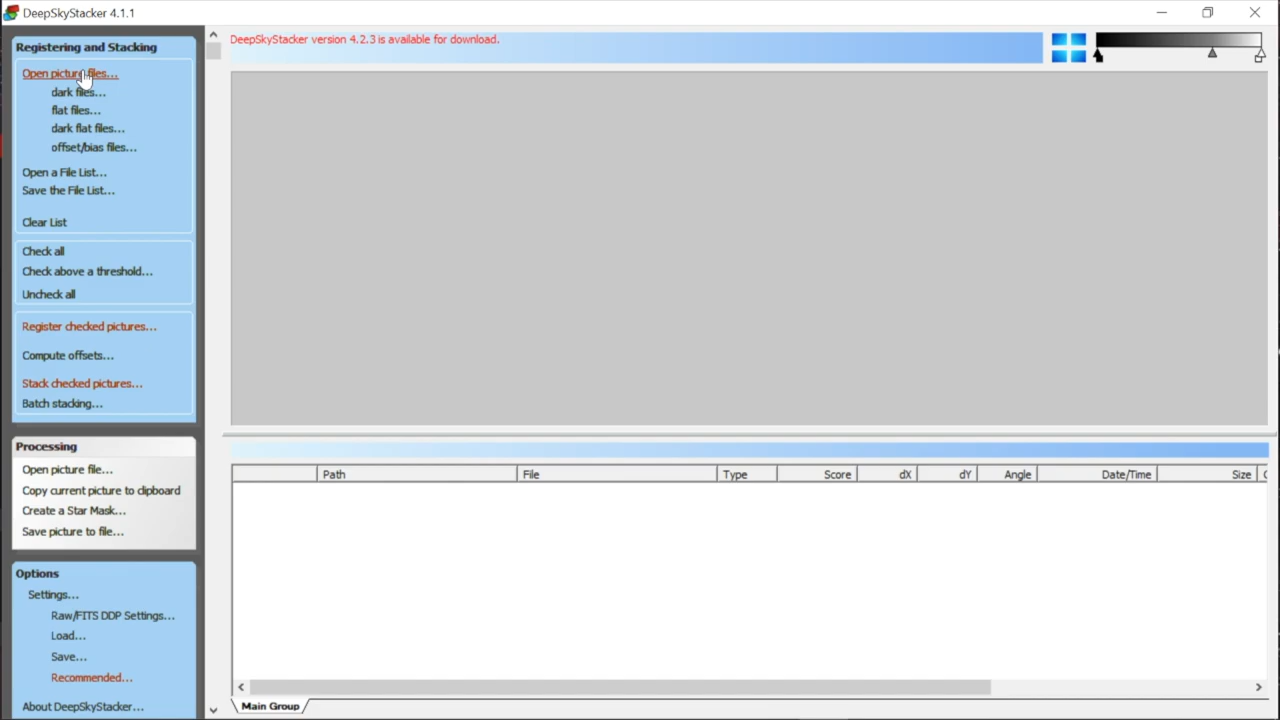 DeepSkyStacker 4.1.1
Registering and Stacking
Open picture files...
dark files...
flat files...
dark flat files...
offset/bias files...
Open a File List...
Save the File List...
Clear List
Check all
Check above a threshold...
Uncheck all
Register checked pictures...
Compute offsets...
Stack checked pictures...
Batch stacking...
Processing
Open picture file...
Copy current picture to clipboard
Create a Star Mask...
Save picture to file...
Options
Settings...
Raw/FITS DDP Settings...
Load...
Save...
Recommended...
About DeepSkyStacker...
DeepSkyStacker version 4.2.3 is available for download.
Path File Type Score dX dY Angle Date/Time Size
Main Group